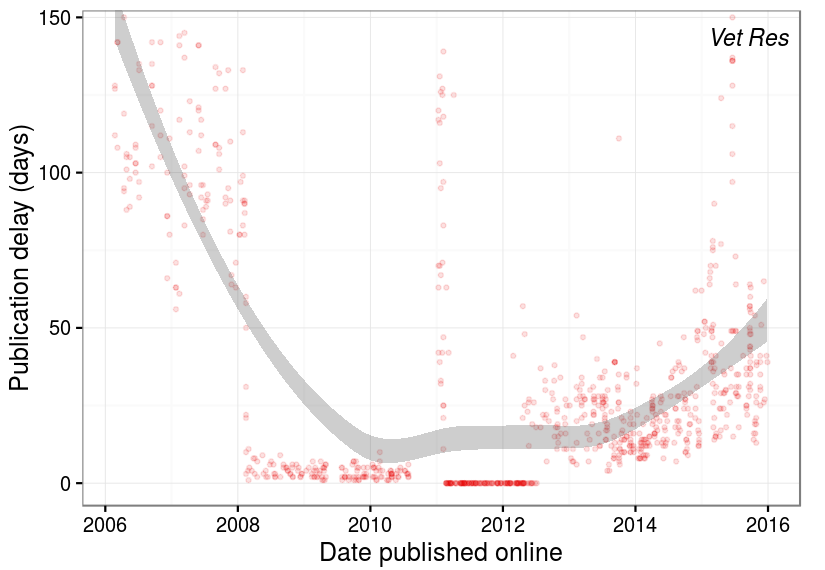 Vet Res
Publication delay (days)
150
100
50
0
2006 2008 2010 2012 2014 2016
Date published online